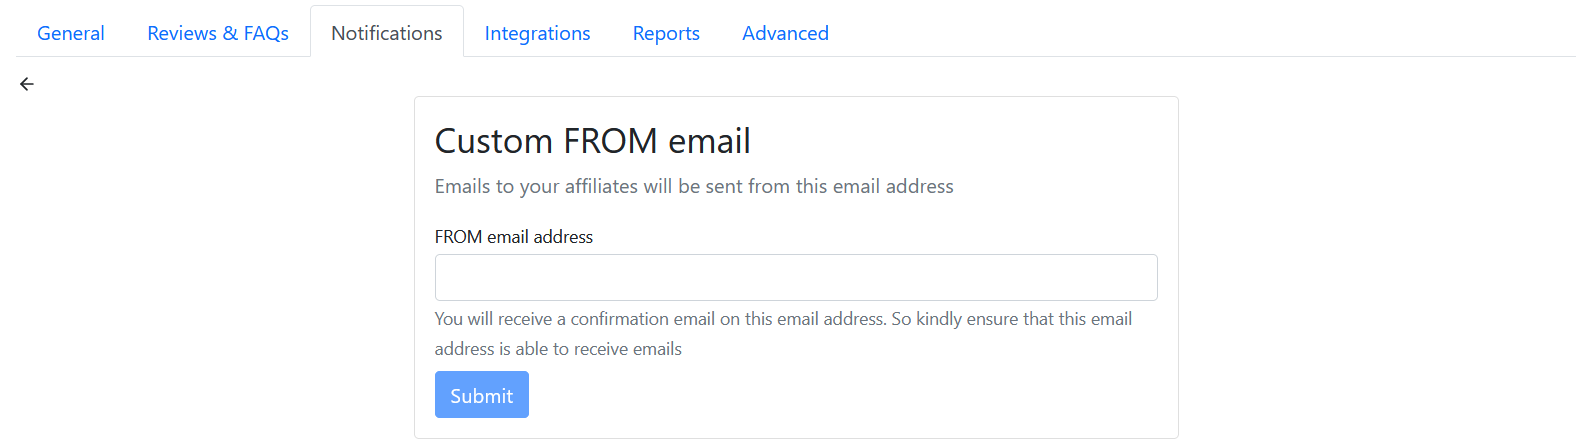 General Reviews & FAQs Notifications Integrations Reports Advanced
Custom FROM email
Emails to your affiliates will be sent from this email address
FROM email address
You will receive a confirmation email on this email address. So kindly ensure that this email
address is able to receive emails
Submit